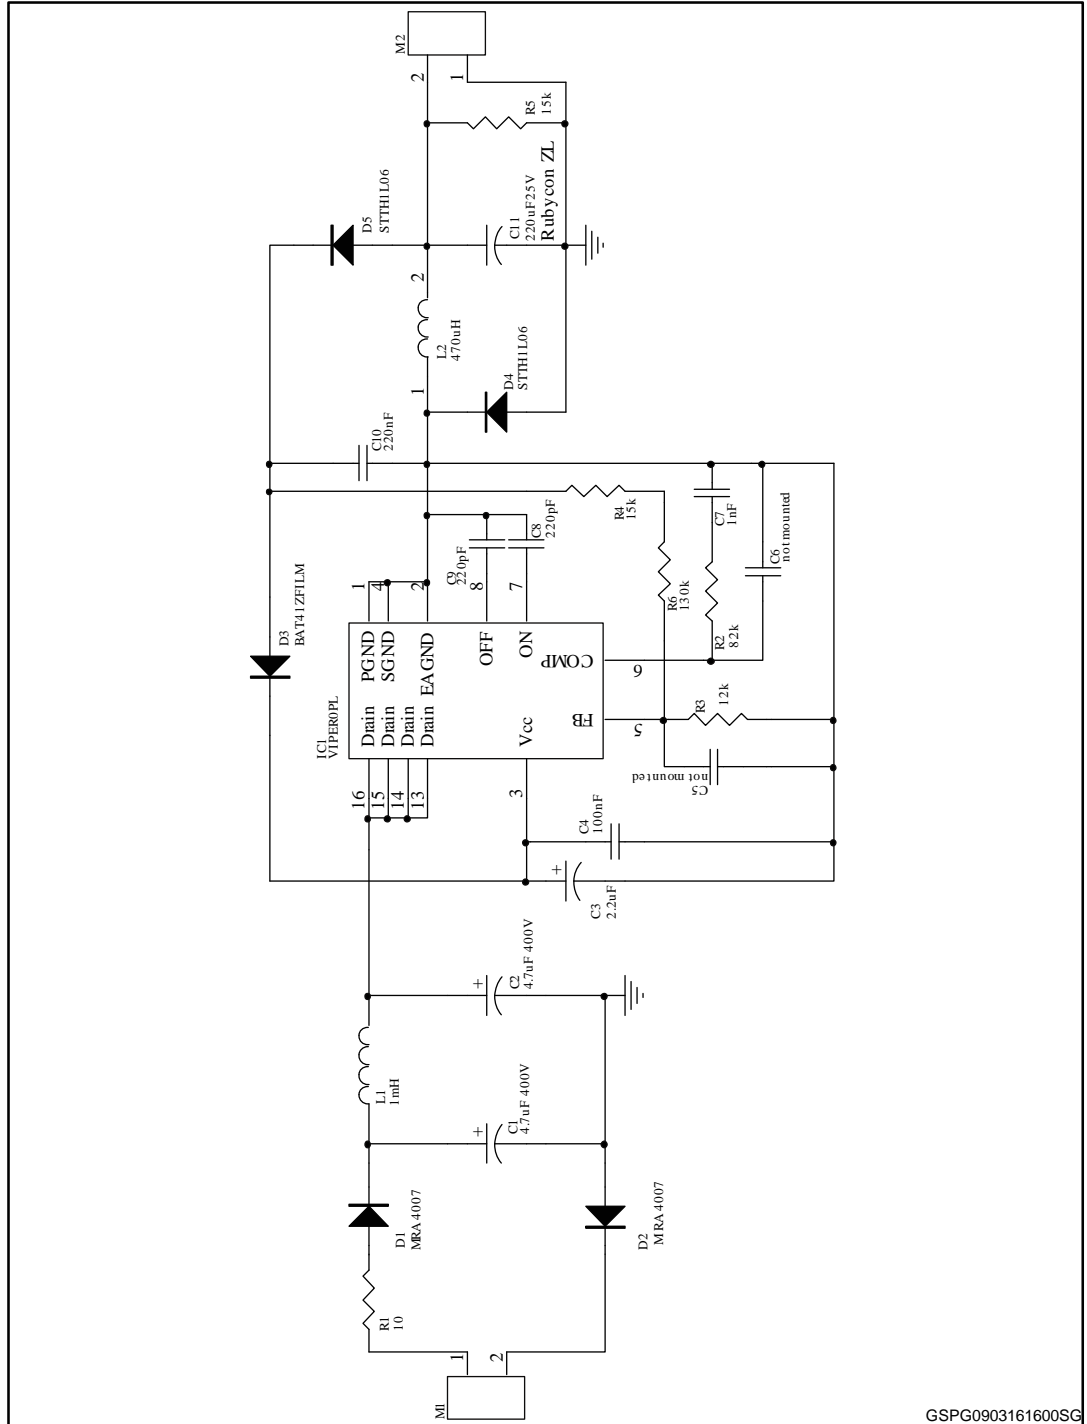 M2
2
1
R5
15k
D5
STTH1L06
C11
220uF25V
Rubycon ZL
2
L2
470uH
1
D4
STTH1L06
C10
220nF
R4
15k
C7
1nF
C6
not mounted
C9
220pF
C8
220pF
R6
130k
R2
82k
1
4
2
8
7
D3
BAT41ZFILM
IC1
VIPER0PL
Drain PGND
Drain SGND
Drain
Drain EAGND
OFF
ON
Vcc
FB
COMP
6
5
R3
12k
16
15
14
13
3
C5
not mounted
C4
100nF
C3
2.2uF
C2
4.7uF 400V
L1
1mH
C1
4.7uF 400V
D1
MRA4007
D2
MRA4007
R1
10
1
2
M1
GSPG0903161600SG